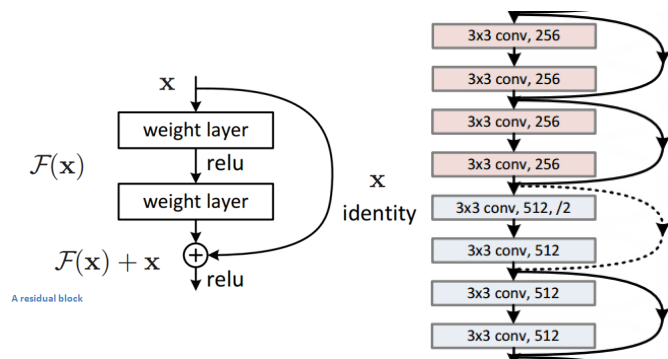 x
weight layer
F(x)
relu
weight layer
x
identity
F(x) + x
relu
A residual block
3x3 conv, 256
3x3 conv, 256
3x3 conv, 256
3x3 conv, 256
3x3 conv, 512, /2
3x3 conv, 512
3x3 conv, 512
3x3 conv, 512